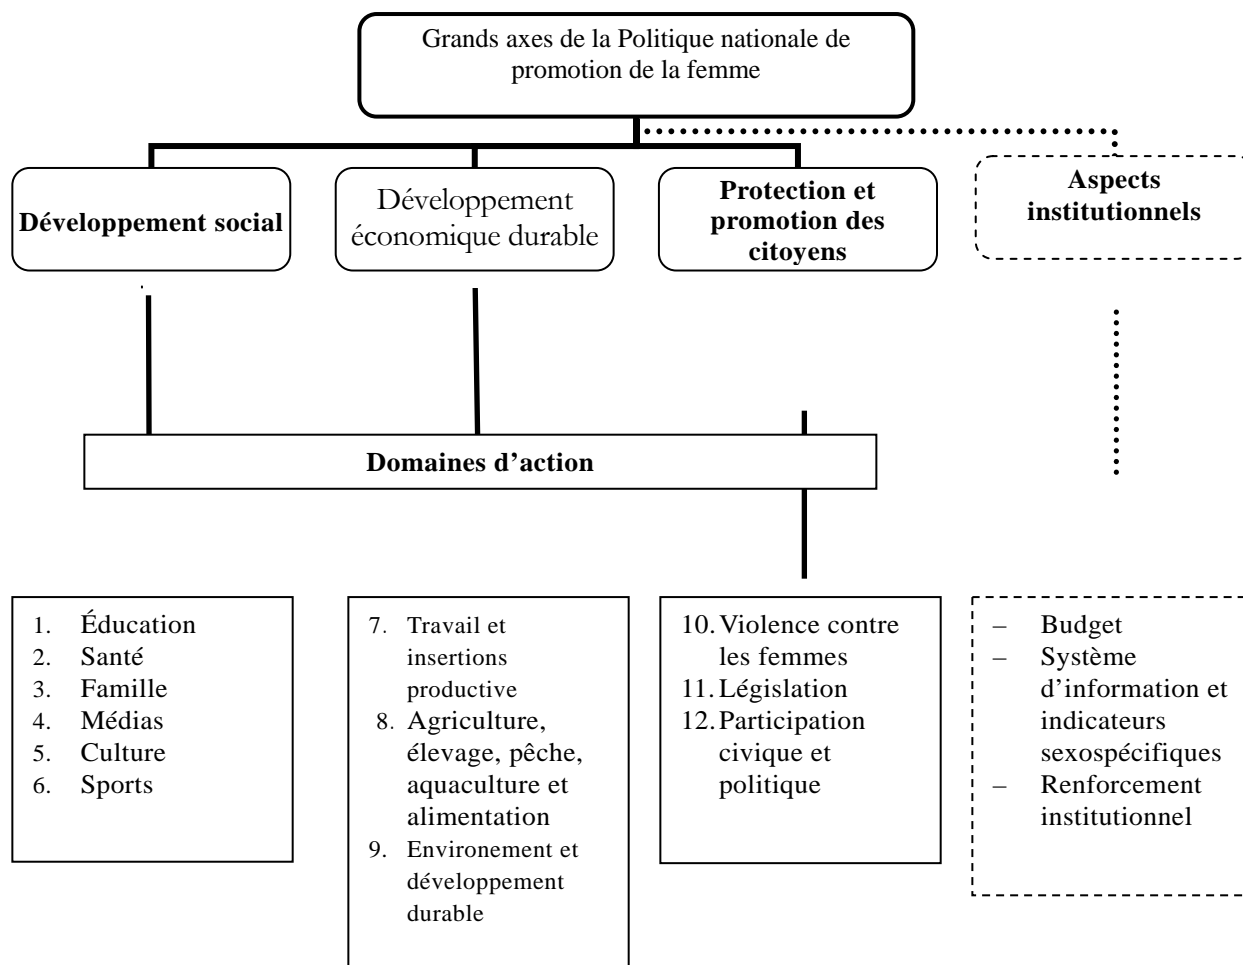 Grands axes de la Politique nationale de
promotion de la femme
Développement social
Développement
économique durable
Protection et
promotion des
citoyens
Aspects
institutionnels
Domaines d’action
1. Éducation
2. Santé
3. Famille
4. Médias
5. Culture
6. Sports
7. Travail et
insertions
productive
8. Agriculture,
élevage, pêche,
aquaculture et
alimentation
9. Environement et
développement
durable
10. Violence contre
les femmes
11. Législation
12. Participation
civique et
politique
– Budget
– Système
d’information et
indicateurs
sexospécifiques
– Renforcement
institutionnel